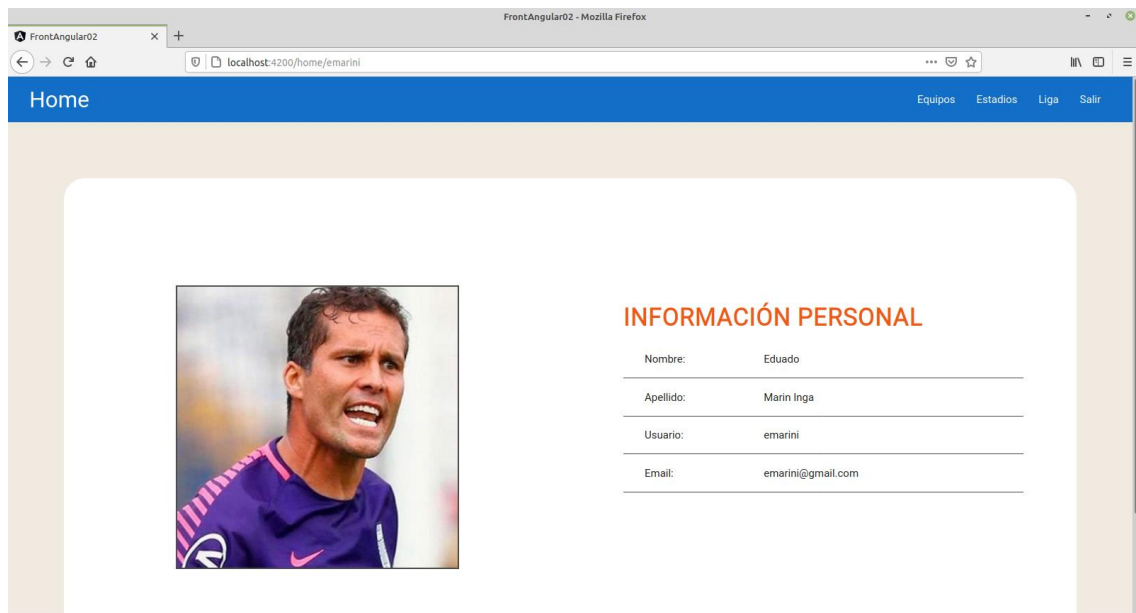 FrontAngular02 - Mozilla Firefox
FrontAngular02
localhost:4200/home/emarini
Home Equipos Estadios Liga Salir
INFORMACIÓN PERSONAL
Nombre: Eduado
Apellido: Marin Inga
Usuario: emarini
Email: emarini@gmail.com